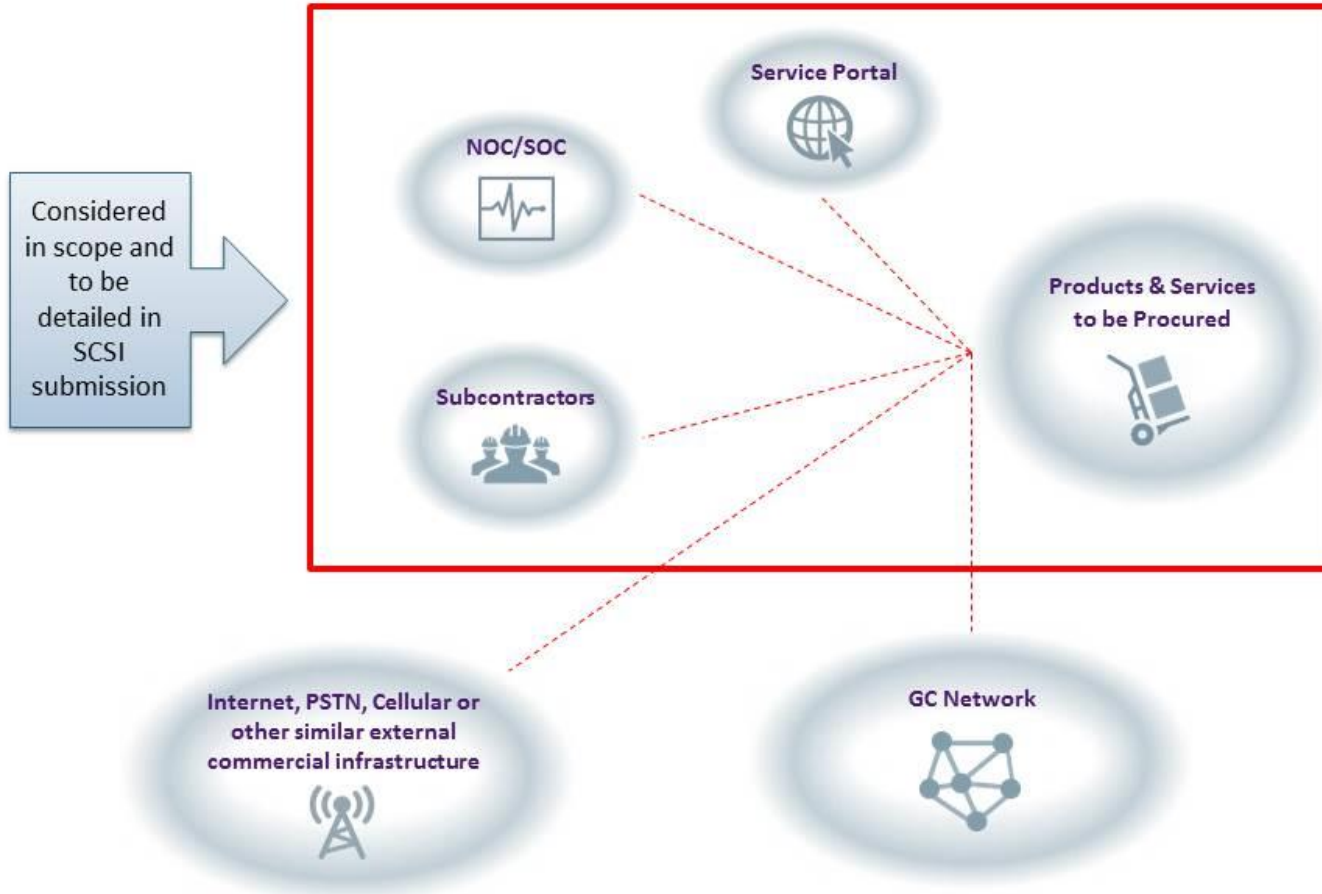 Service Portal
NOC/SOC
Considered
in scope and
to be
detailed in
SCSI
submission
Products & Services
to be Procured
Subcontractors
Internet, PSTN, Cellular or
other similar external
commercial infrastructure
GC Network